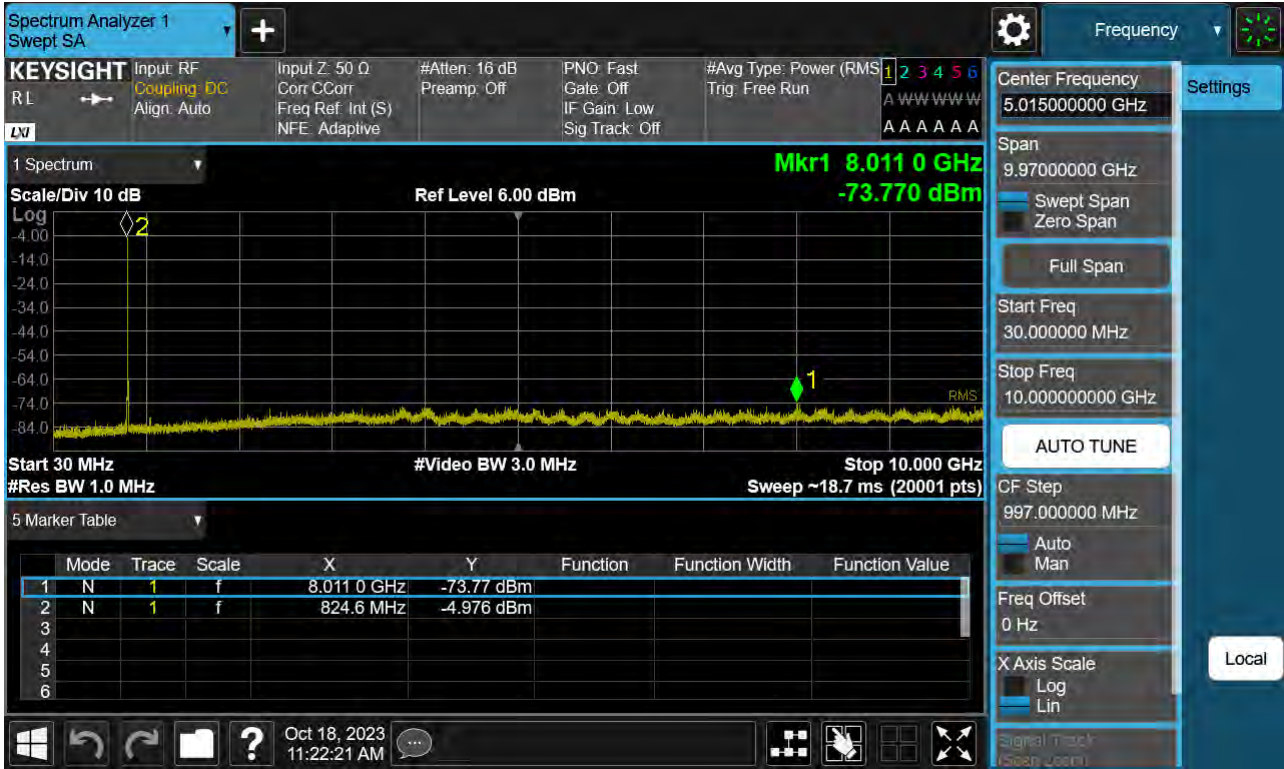 Spectrum Analyzer 1
Swept SA
Frequency
KEYSIGHT
RL
LXI
Input: RF
Coupling: DC
Align: Auto
Input Z: 50 Ω
Corr CCorr
Freq Ref: Int (S)
NFE: Adaptive
#Atten: 16 dB
Preamp: Off
PNO: Fast
Gate: Off
IF Gain: Low
Sig Track: Off
#Avg Type: Power (RMS
Trig: Free Run
1 2 3 4 5 6
A W W W W W
A A A A A A
1 Spectrum
Mkr1 8.011 0 GHz
-73.770 dBm
Scale/Div 10 dB
Ref Level 6.00 dBm
Log
-4.00
-14.0
-24.0
-34.0
-44.0
-54.0
-64.0
-74.0
-84.0
2
1
RMS
Start 30 MHz
#Video BW 3.0 MHz
Stop 10.000 GHz
#Res BW 1.0 MHz
Sweep ~18.7 ms (20001 pts)
5 Marker Table
Mode Trace Scale X Y Function Function Width Function Value
1 N 1 f 8.011 0 GHz -73.77 dBm
2 N 1 f 824.6 MHz -4.976 dBm
3
4
5
6
Center Frequency
5.015000000 GHz
Span
9.97000000 GHz
Swept Span
Zero Span
Full Span
Start Freq
30.000000 MHz
Stop Freq
10.000000000 GHz
AUTO TUNE
CF Step
997.000000 MHz
Auto
Man
Freq Offset
0 Hz
X Axis Scale
Log
Lin
Signal Track
(Span Zoom)
Settings
Local
?
Oct 18, 2023
11:22:21 AM